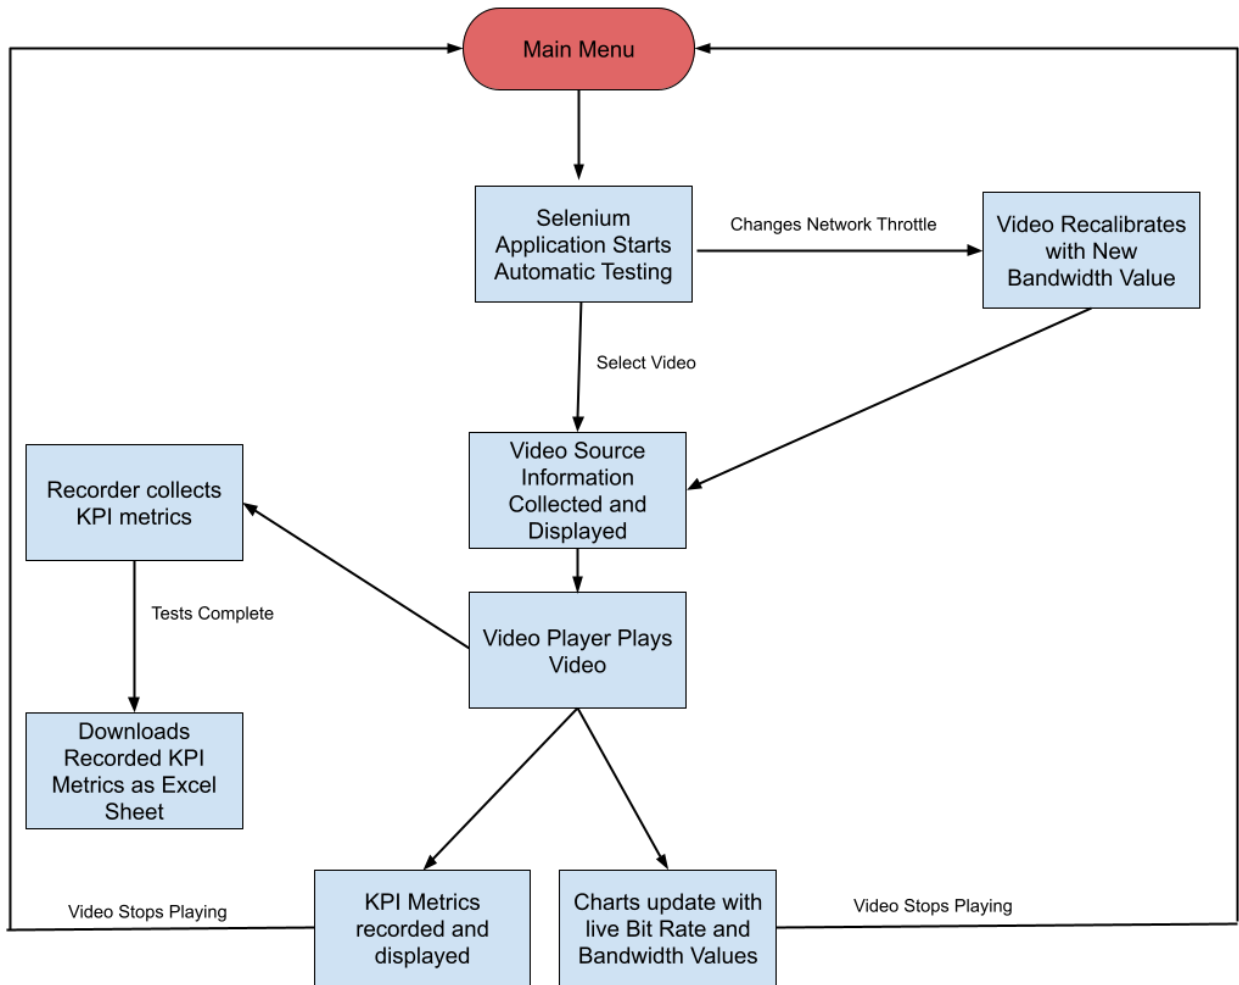 Main Menu
Selenium
Application Starts
Automatic Testing
Changes Network Throttle
Video Recalibrates
with New
Bandwidth Value
Select Video
Video Source
Information
Collected and
Displayed
Recorder collects
KPI metrics
Tests Complete
Video Player Plays
Video
Downloads
Recorded KPI
Metrics as Excel
Sheet
Video Stops Playing
KPI Metrics
recorded and
displayed
Charts update with
live Bit Rate and
Bandwidth Values
Video Stops Playing